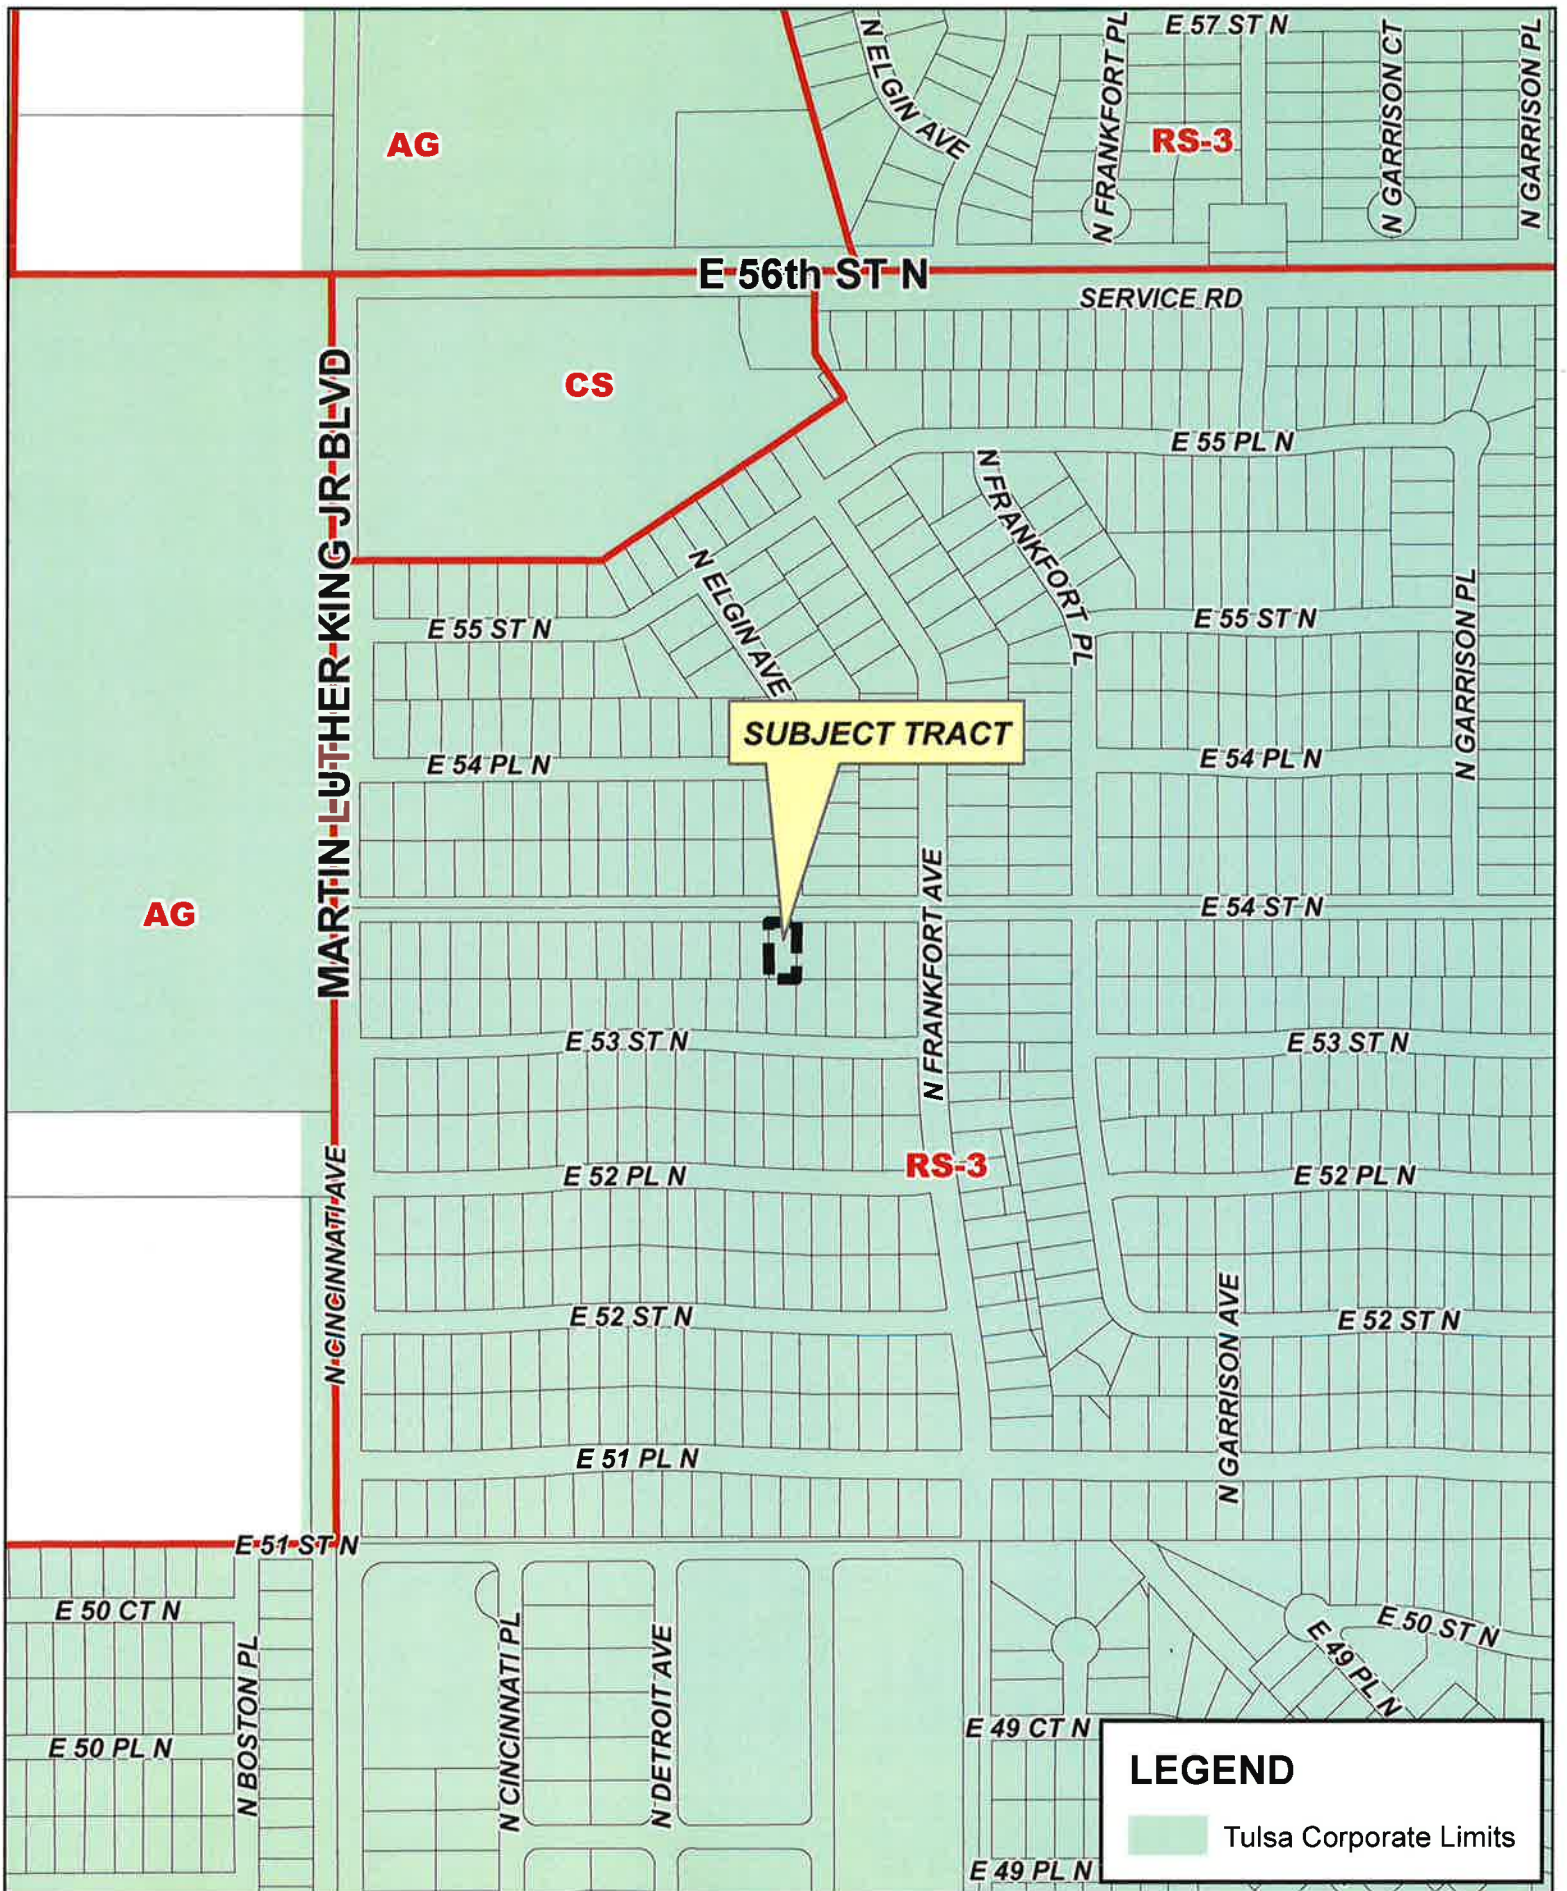 E 57 ST N
N ELGIN AVE
N FRANKFORT PL
N GARRISON CT
N GARRISON PL
AG
RS-3
E 56th ST N
SERVICE RD
CS
MARTIN LUTHER KING JR BLVD
E 55 PL N
N FRANKFORT PL
N ELGIN AVE
E 55 ST N
E 55 ST N
N GARRISON PL
SUBJECT TRACT
E 54 PL N
E 54 PL N
N FRANKFORT AVE
AG
E 54 ST N
E 53 ST N
E 53 ST N
N CINCINNATI AVE
RS-3
E 52 PL N
E 52 PL N
E 52 ST N
N GARRISON AVE
E 52 ST N
E 51 PL N
E 51 ST N
E 50 CT N
N BOSTON PL
N CINCINNATI PL
N DETROIT AVE
E 50 ST N
E 49 PL N
E 50 PL N
E 49 CT N
LEGEND
Tulsa Corporate Limits
E 49 PL N